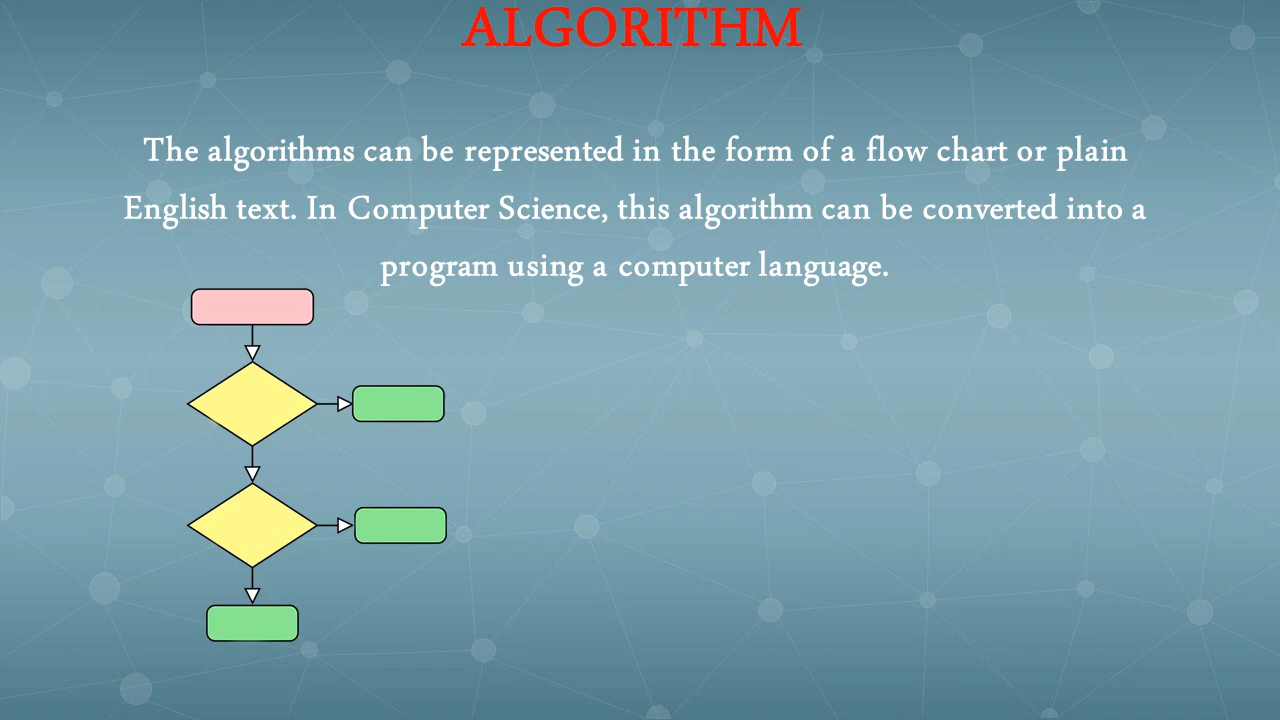 ALGORITHM
The algorithms can be represented in the form of a flow chart or plain
English text. In Computer Science, this algorithm can be converted into a
program using a computer language.